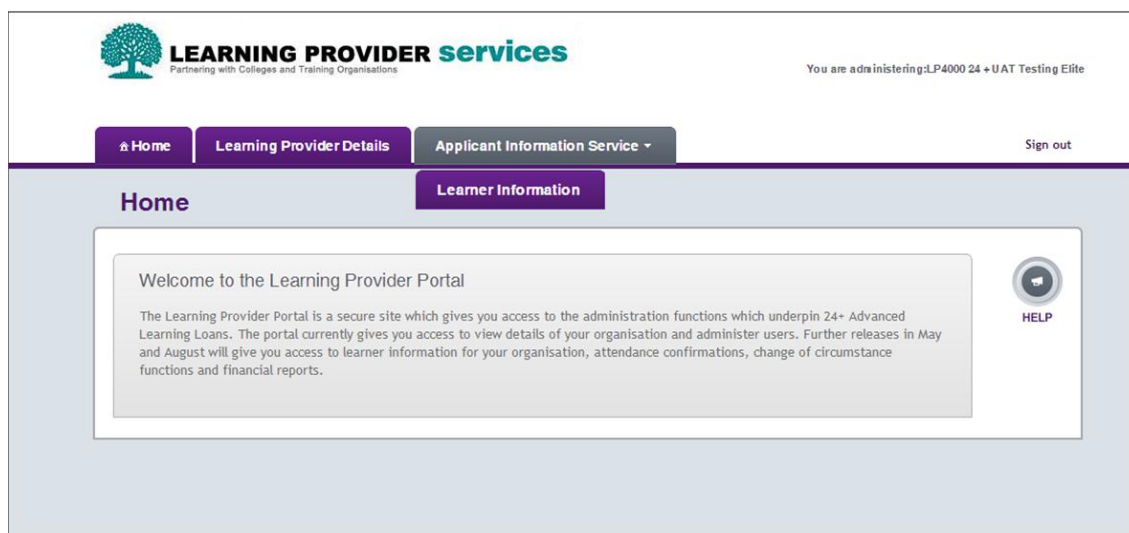 LEARNING PROVIDER services
Partnering with Colleges and Training Organisations
You are administering:LP4000 24 +UAT Testing Elite
Home
Learning Provider Details
Applicant Information Service
Sign out
Learner Information
Home
Welcome to the Learning Provider Portal
The Learning Provider Portal is a secure site which gives you access to the administration functions which underpin 24+ Advanced
Learning Loans. The portal currently gives you access to view details of your organisation and administer users. Further releases in May
and August will give you access to learner information for your organisation, attendance confirmations, change of circumstance
functions and financial reports.
HELP